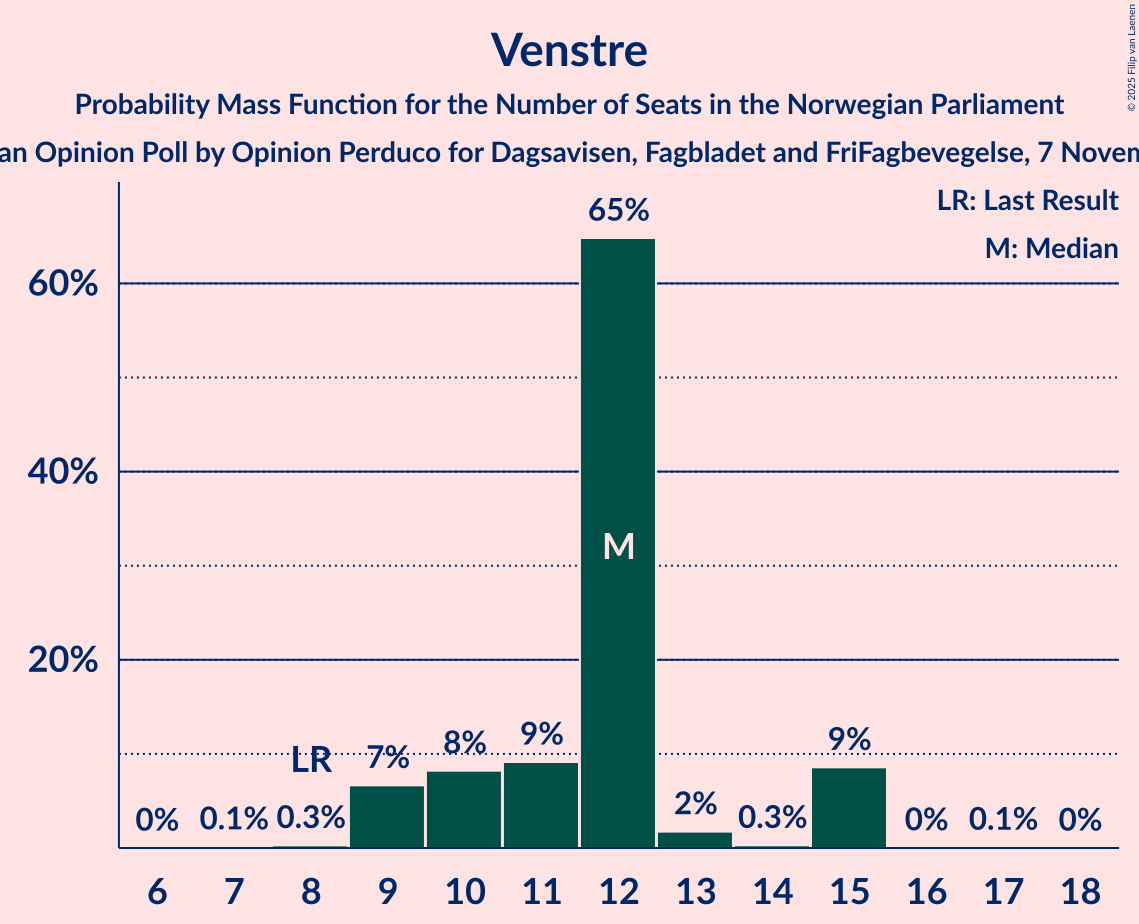 © 2025 Filip van Laenen
Venstre
Probability Mass Function for the Number of Seats in the Norwegian Parliament
an Opinion Poll by Opinion Perduco for Dagsavisen, Fagbladet and FriFagbevegelse, 7 Novem
LR: Last Result
M: Median
65%
60%
40%
M
20%
LR 7% 8% 9% 9%
0% 0.1% 0.3% 2% 0.3% 0% 0.1% 0%
6 7 8 9 10 11 12 13 14 15 16 17 18